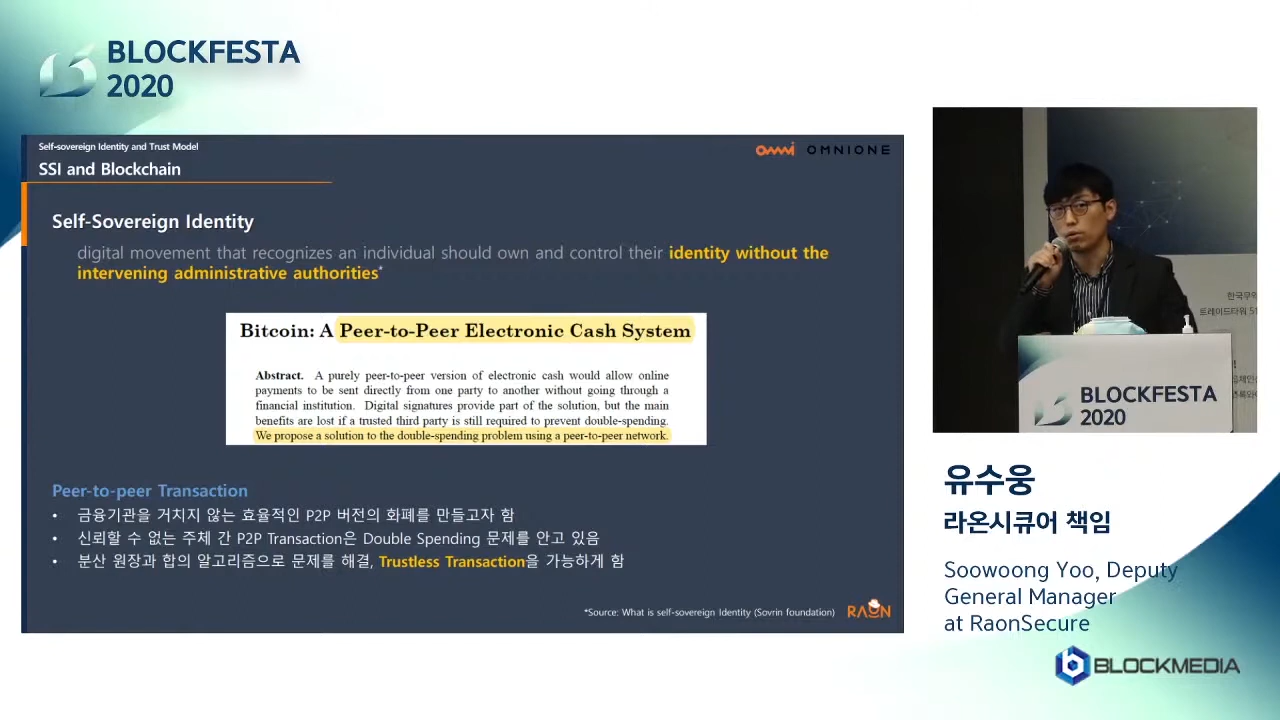 BLOCKFESTA
2020
Self-sovereign Identity and Trust Model
SSI and Blockchain
OMNI OMNIONE
Self-Sovereign Identity
digital movement that recognizes an individual should own and control their identity without the
intervening administrative authorities*
Bitcoin: A Peer-to-Peer Electronic Cash System
Abstract. A purely peer-to-peer version of electronic cash would allow online
payments to be sent directly from one party to another without going through a
financial institution. Digital signatures provide part of the solution, but the main
benefits are lost if a trusted third party is still required to prevent double-spending.
We propose a solution to the double-spending problem using a peer-to-peer network.
Peer-to-peer Transaction
• 금융기관을 거치지 않는 효율적인 P2P 버전의 화폐를 만들고자 함
• 신뢰할 수 없는 주체 간 P2P Transaction은 Double Spending 문제를 안고 있음
• 분산 원장과 합의 알고리즘으로 문제를 해결, Trustless Transaction을 가능하게 함
*Source: What is self-sovereign Identity (Sovrin foundation)
RAON
한국무역
트레이드타워 51
BLOCKFESTA
2020
유수웅
라온시큐어 책임
Soowoong Yoo, Deputy
General Manager
at RaonSecure
BLOCKMEDIA